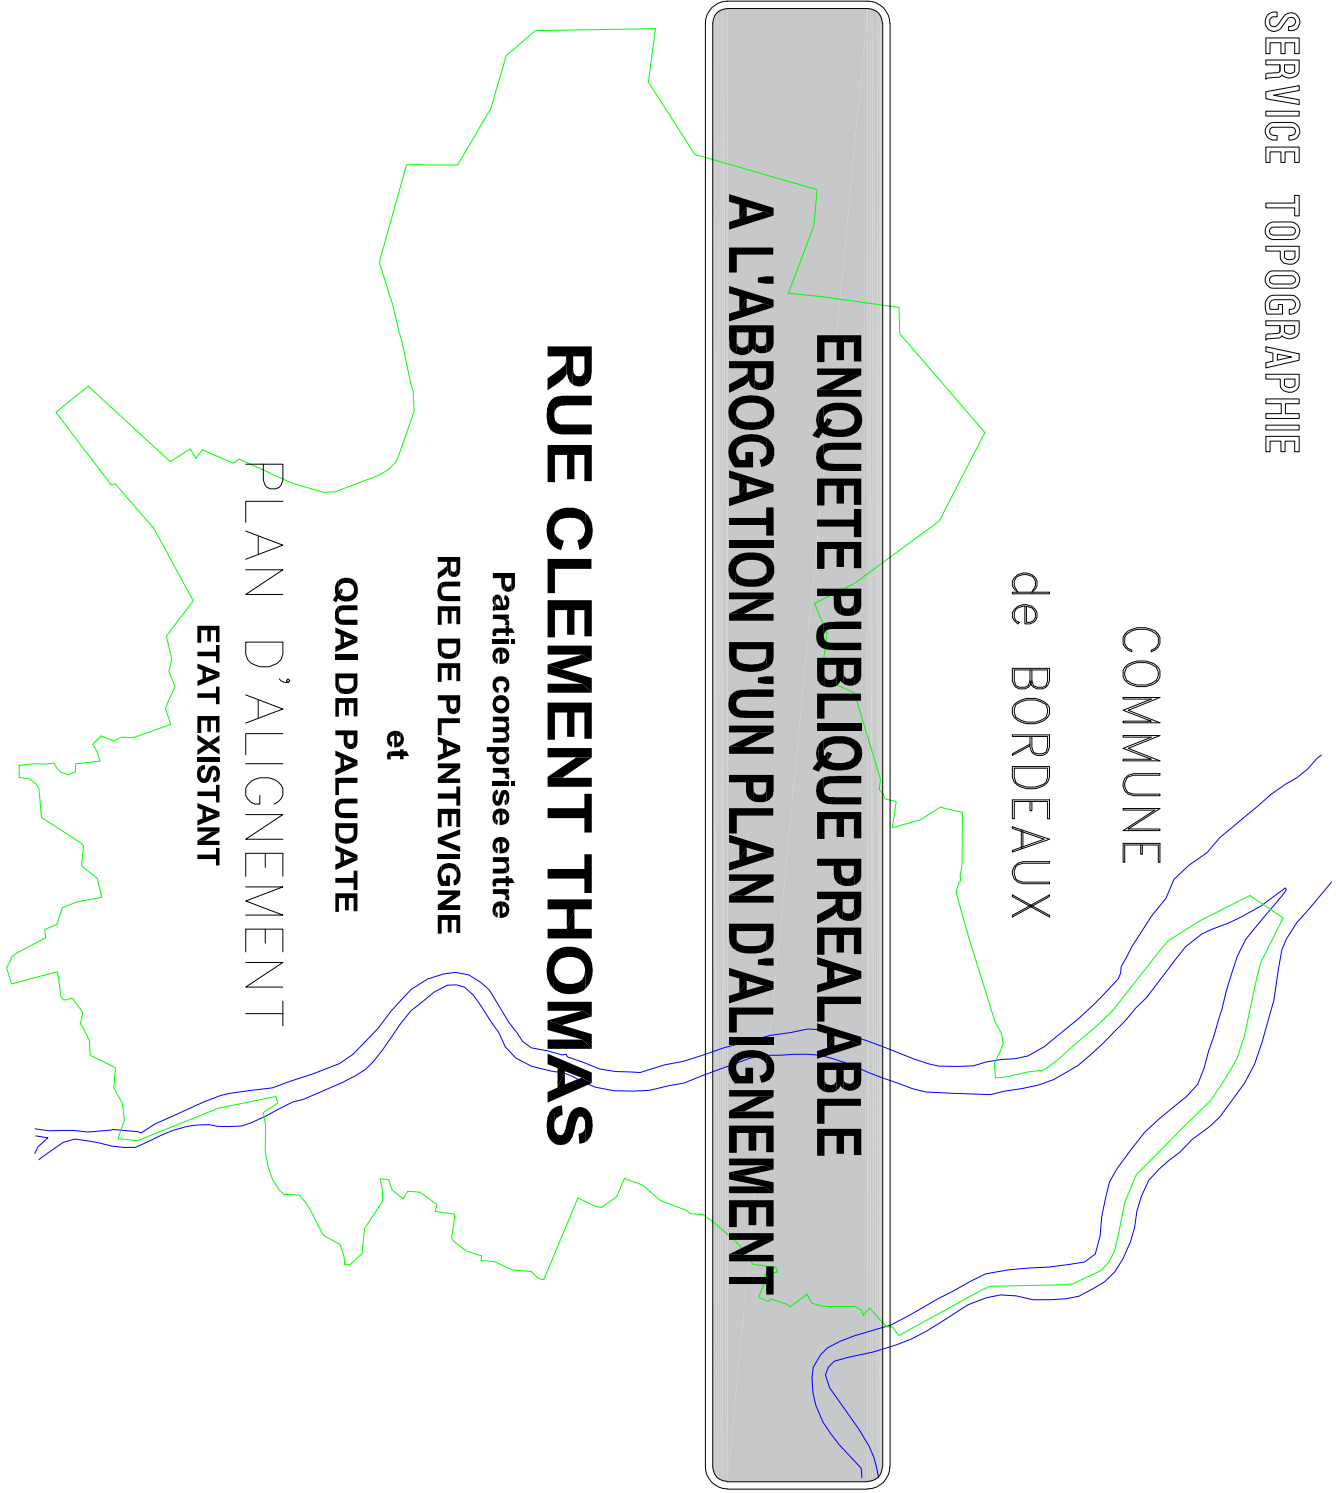 SERVICE TOPOGRAPHIE
COMMUNE
de BORDEAUX
ENQUETE PUBLIQUE PREALABLE
A L'ABROGATION D'UN PLAN D'ALIGNEMENT
RUE CLEMENT THOMAS
Partie comprise entre
RUE DE PLANTEVIGNE
et
QUAI DE PALUDATE
PLAN D'ALIGNEMENT
ETAT EXISTANT